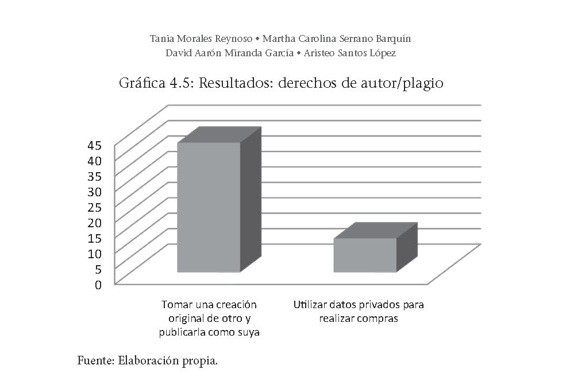 Tania Morales Reynoso • Martha Carolina Serrano Barquín
David Aarón Miranda García • Aristeo Santos López
Gráfica 4.5: Resultados: derechos de autor/plagio
45
40
35
30
25
20
15
10
5
0
Tomar una creación
original de otro y
publicarla como suya
Utilizar datos privados para
realizar compras
Fuente: Elaboración propia.